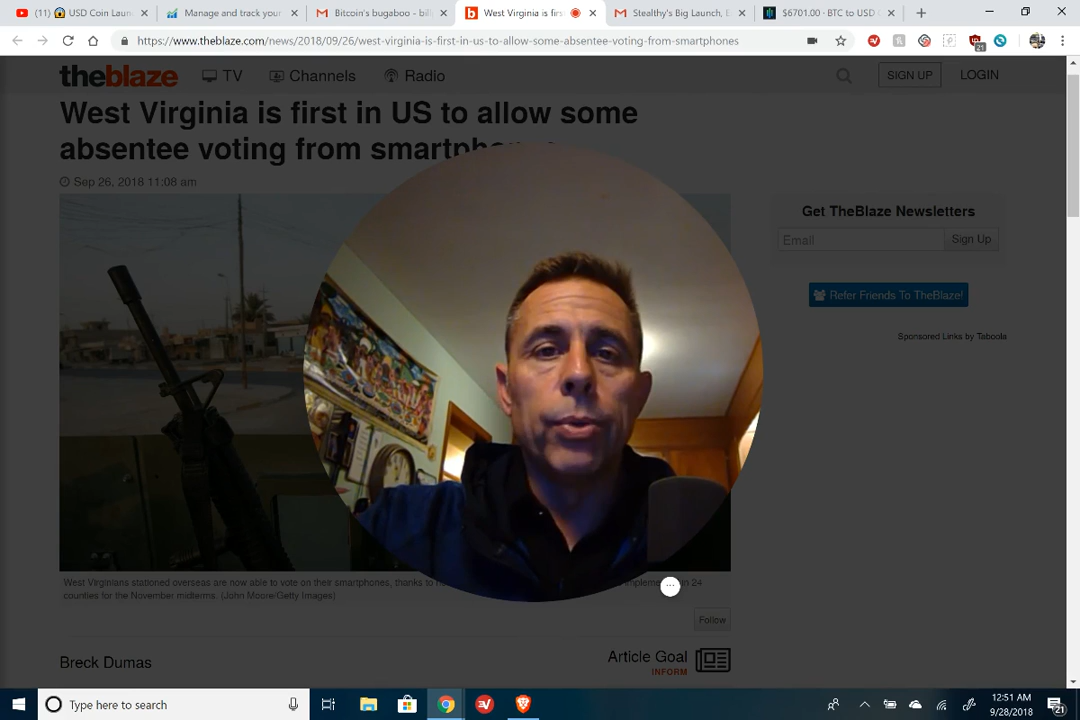 (11) 😱 USD Coin Laun
Manage and track your
Bitcoin's bugaboo - bill
West Virginia is firs
Stealthy's Big Launch, E
$6701.00 · BTC to USD
https://www.theblaze.com/news/2018/09/26/west-virginia-is-first-in-us-to-allow-some-absentee-voting-from-smartphones
21
theblaze
TV
Channels
Radio
SIGN UP
LOGIN
West Virginia is first in US to allow some
absentee voting from
Sep 26, 2018 11:08 am
Get TheBlaze Newsletters
Email
Sign Up
Refer Friends To TheBlaze!
Sponsored Links by Taboola
West Virginians stationed overseas are now able to vote on their smartphones, thanks to 24
counties for the November midterms. (John Moore/Getty Images)
Follow
Breck Dumas
Article Goal
INFORM
Type here to search
12:51 AM
9/28/2018
21